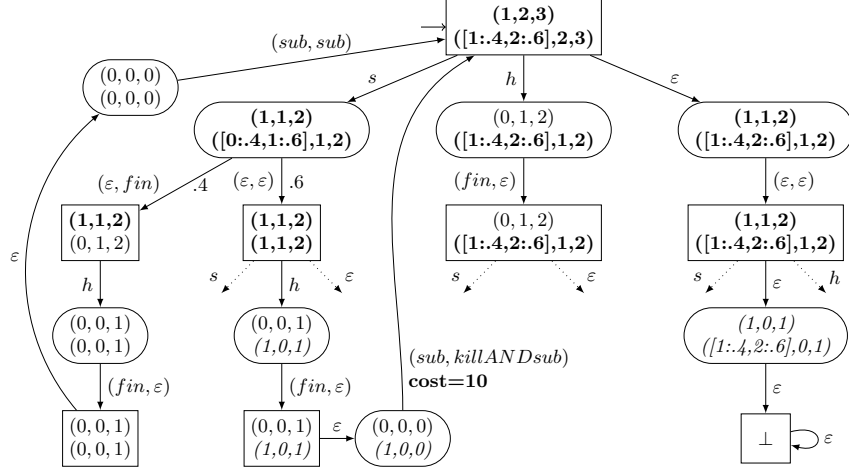 (1,2,3)
([1:.4,2:.6],2,3)
(sub, sub)
(0, 0, 0)
(0, 0, 0)
s
h
ε
(1,1,2)
([0:.4,1:.6],1,2)
(0, 1, 2)
([1:.4,2:.6],1,2)
(1,1,2)
([1:.4,2:.6],1,2)
(ε, fin)
.4
(ε, ε)
.6
(fin, ε)
(ε, ε)
(1,1,2)
(0, 1, 2)
(1,1,2)
(1,1,2)
(0, 1, 2)
([1:.4,2:.6],1,2)
(1,1,2)
([1:.4,2:.6],1,2)
ε
h
s
h
ε
s
ε
s
ε
h
(0, 0, 1)
(0, 0, 1)
(0, 0, 1)
(1,0,1)
(sub, killANDsub)
cost=10
(1,0,1)
([1:.4,2:.6],0,1)
(fin, ε)
(fin, ε)
ε
(0, 0, 1)
(0, 0, 1)
(0, 0, 1)
(1,0,1)
ε
(0, 0, 0)
(1,0,0)
⊥
ε